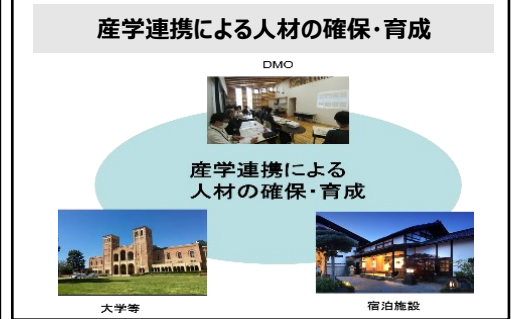 産学連携による人材の確保・育成
DMO
産学連携による
人材の確保・育成
大学等
宿泊施設